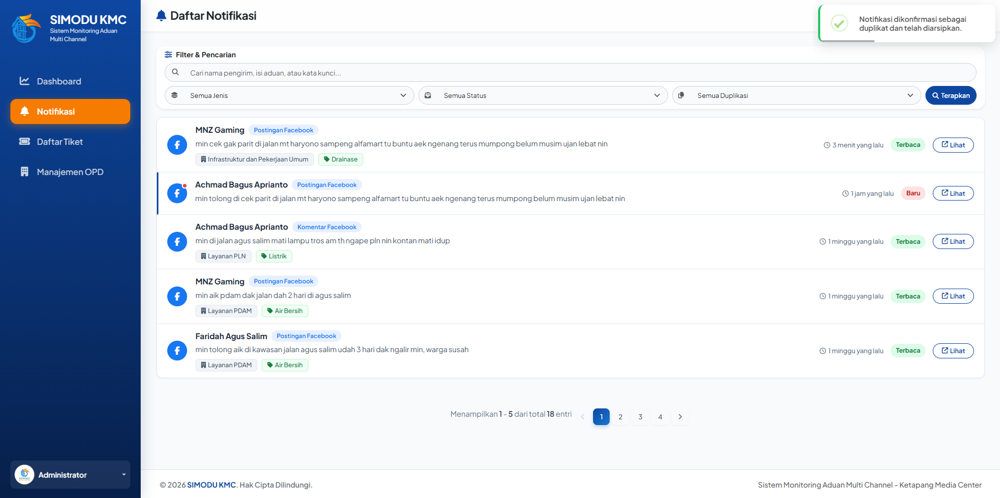 SIMODU KMC
Sistem Monitoring Aduan
Multi Channel
Dashboard
Notifikasi
Daftar Tiket
Manajemen OPD
Administrator
Daftar Notifikasi
Notifikasi dikonfirmasi sebagai
duplikat dan telah diarsipkan.
Filter & Pencarian
Cari nama pengirim, isi aduan, atau kata kunci...
Semua Jenis
Semua Status
Semua Duplikasi
Terapkan
MNZ Gaming Postingan Facebook
min cek gak parit di jalan mt haryono sampeng alfamart tu buntu aek ngenang terus mumpong belum musim ujan lebat nin
Infrastruktur dan Pekerjaan Umum Drainase
3 menit yang lalu Terbaca Lihat
Achmad Bagus Aprianto Postingan Facebook
min tolong di cek parit di jalan mt haryono sampeng alfamart tu buntu aek ngenang terus mumpong belum musim ujan lebat nin
1 jam yang lalu Baru Lihat
Achmad Bagus Aprianto Komentar Facebook
min di jalan agus salim mati lampu tros am th ngape pln nin kontan mati idup
Layanan PLN Listrik
1 minggu yang lalu Terbaca Lihat
MNZ Gaming Postingan Facebook
min aik pdam dak jalan dah 2 hari di agus salim
Layanan PDAM Air Bersih
1 minggu yang lalu Terbaca Lihat
Faridah Agus Salim Postingan Facebook
min tolong aik di kawasan jalan agus salim udah 3 hari dak ngalir min, warga susah
Layanan PDAM Air Bersih
1 minggu yang lalu Terbaca Lihat
Menampilkan 1 - 5 dari total 18 entri
1 2 3 4
© 2026 SIMODU KMC. Hak Cipta Dilindungi.
Sistem Monitoring Aduan Multi Channel - Ketapang Media Center